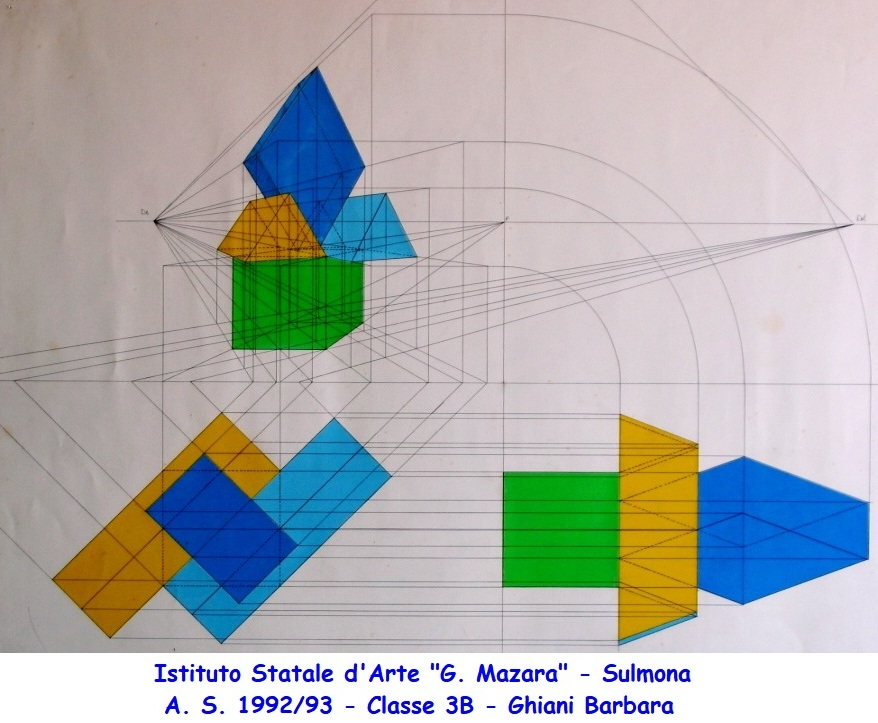 Istituto Statale d'Arte "G. Mazara" - Sulmona
A. S. 1992/93 - Classe 3B - Ghiani Barbara